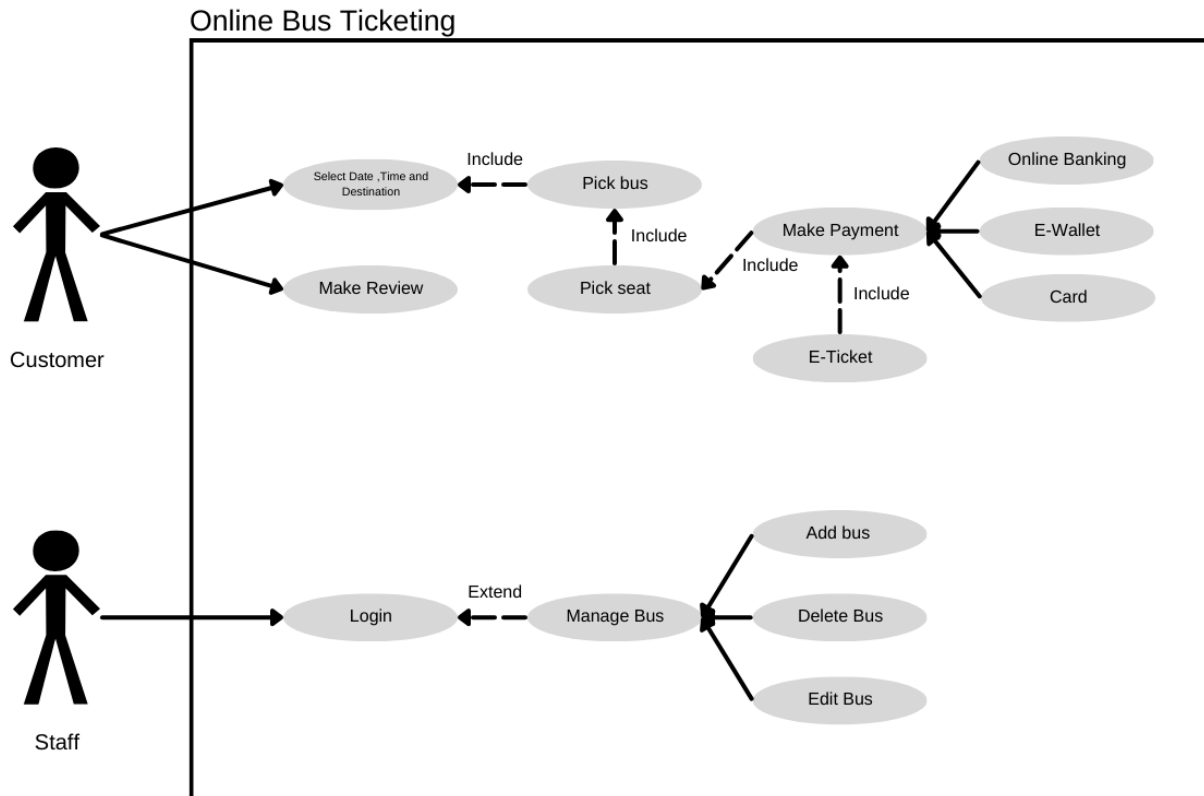 Online Bus Ticketing
Select Date ,Time and
Destination
Include
Pick bus
Include
Make Review
Pick seat
Make Payment
Include
Include
E-Ticket
Online Banking
E-Wallet
Card
Customer
Login
Extend
Manage Bus
Add bus
Delete Bus
Edit Bus
Staff